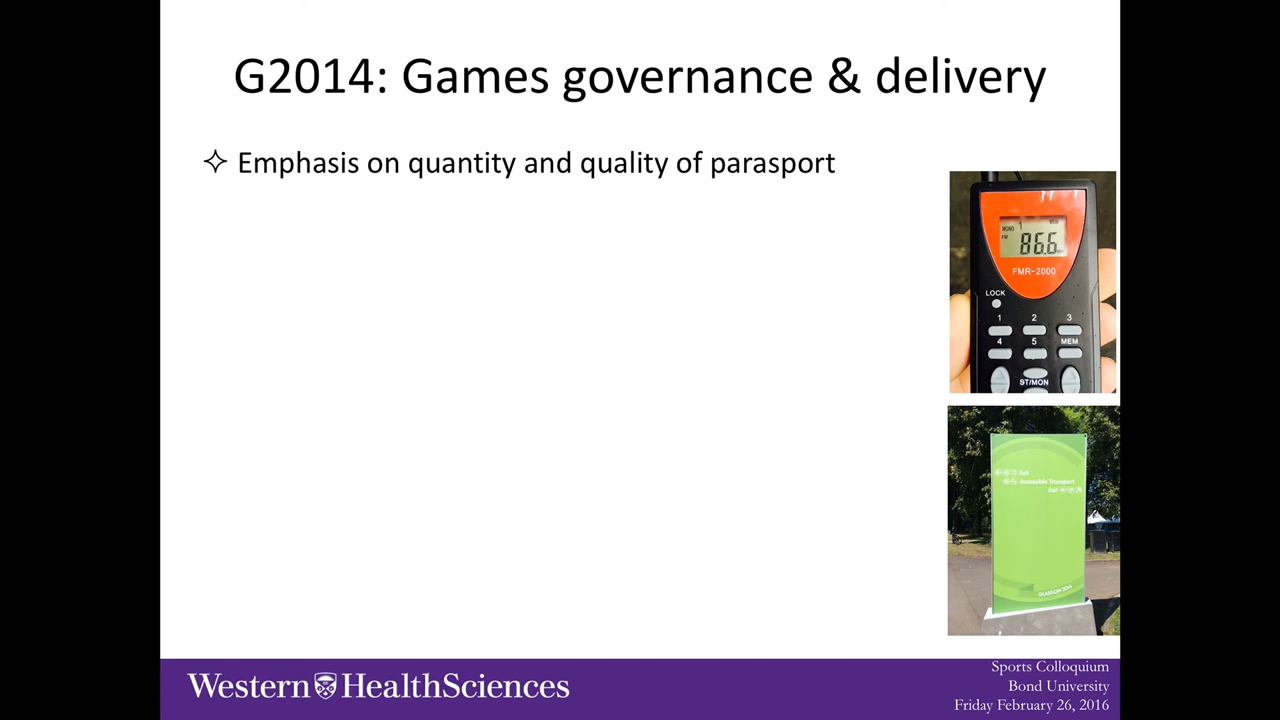 G2014: Games governance & delivery
✧ Emphasis on quantity and quality of parasport
MONO
1
MEM
FM
86.6
FMR-2000
LOCK
1 2 3
4 5 MEM
ST/MON
Exit
Accessible Transport
Exit
GLASGOW 2014
Western HealthSciences
Sports Colloquium
Bond University
Friday February 26, 2016